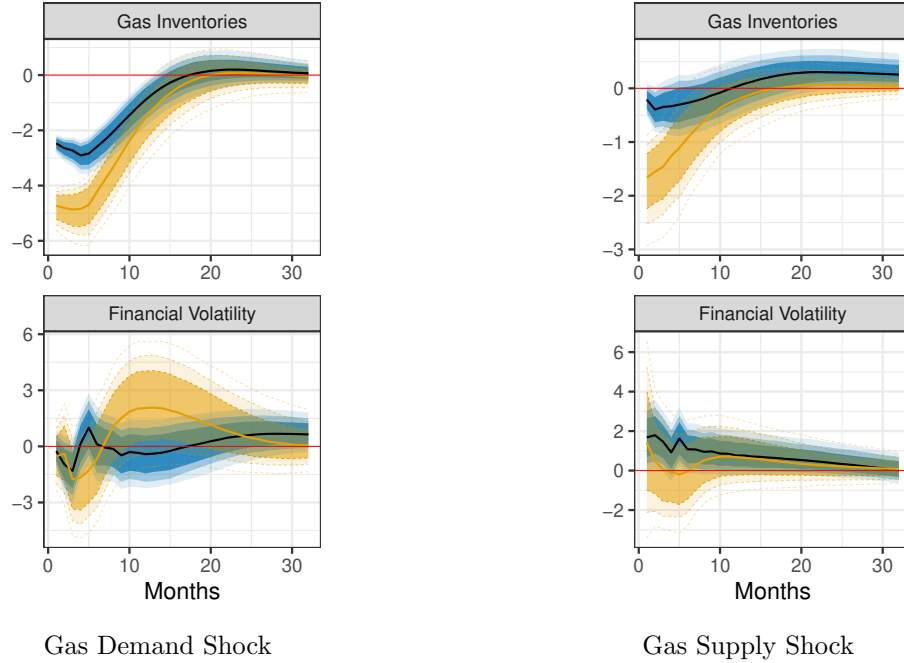 Gas Inventories
0
−2
−4
−6
0 10 20 30
Financial Volatility
6
3
0
−3
0 10 20 30
Months
Gas Demand Shock
Gas Inventories
0
−1
−2
−3
0 10 20 30
Financial Volatility
6
4
2
0
−2
0 10 20 30
Months
Gas Supply Shock